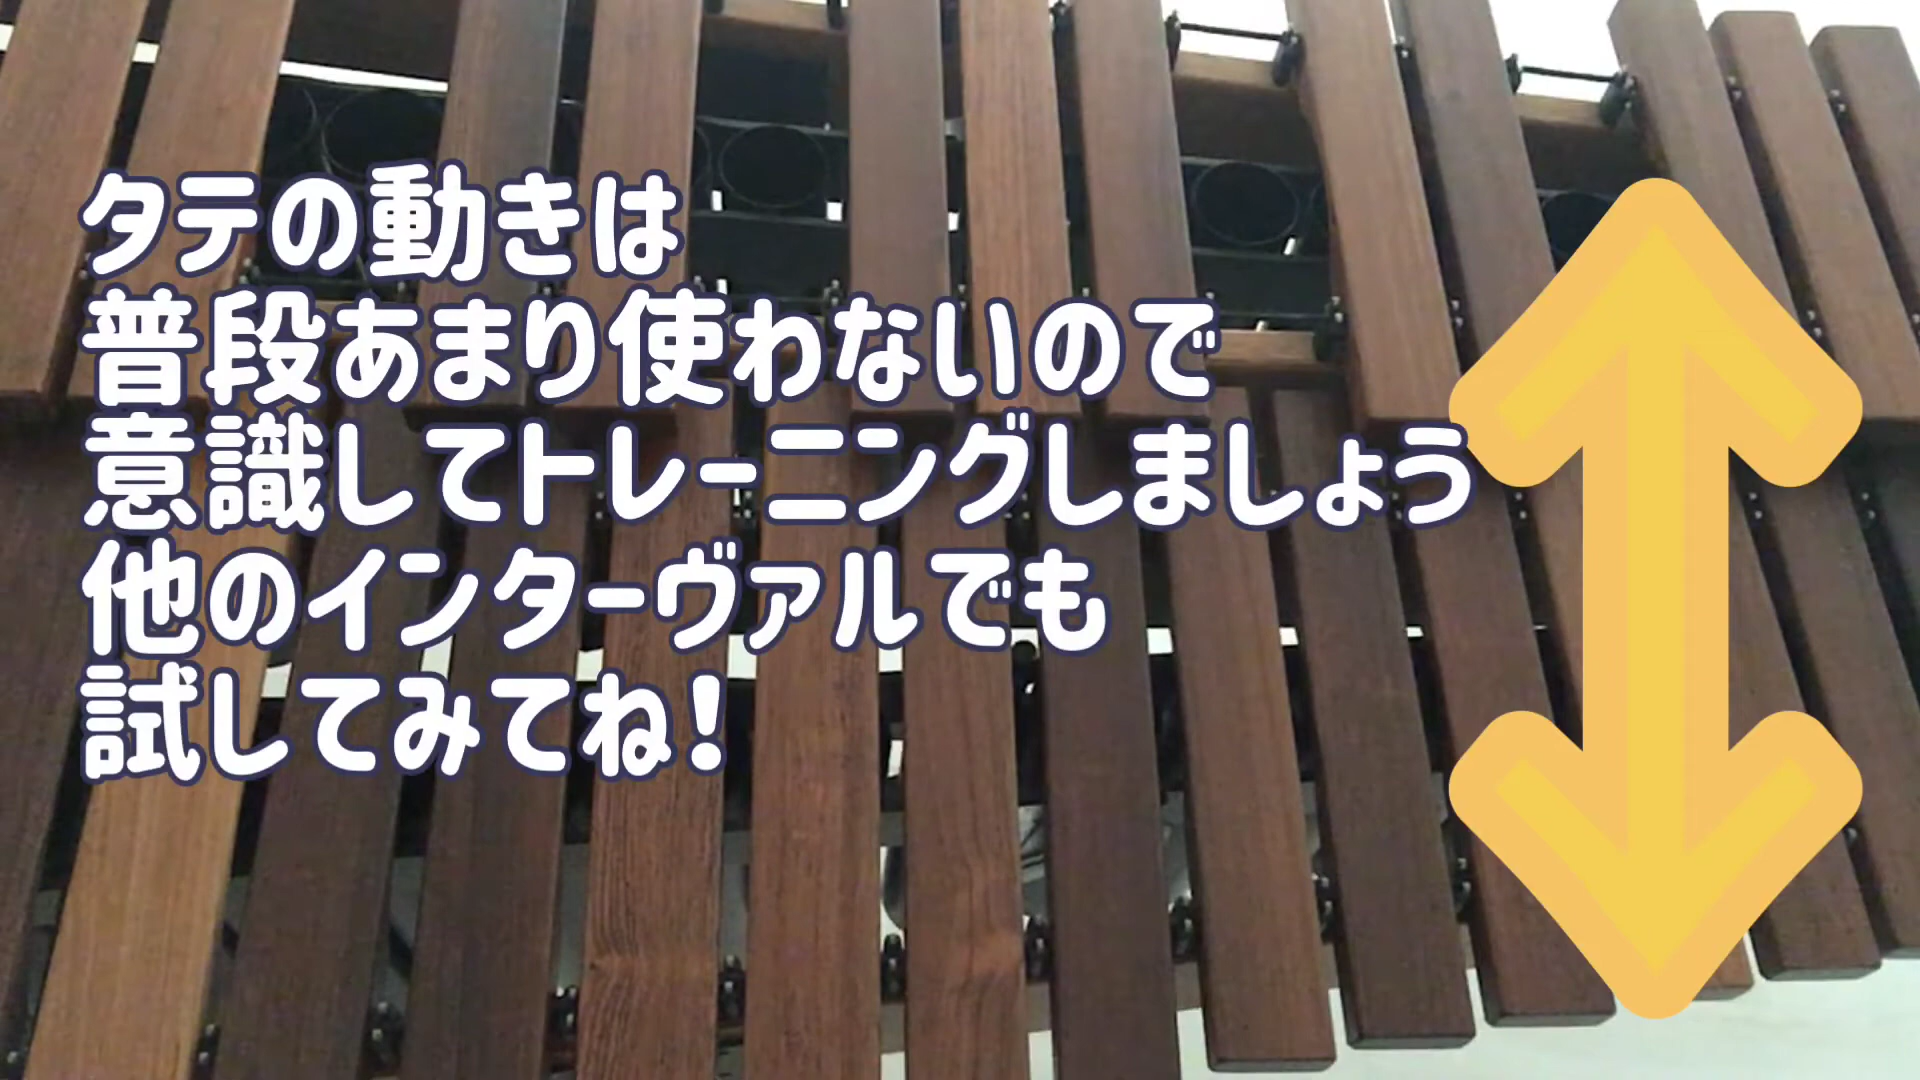 タテの動きは
普段あまり使わないので
意識してトレーニングしましょう
他のインターヴァルでも
試してみてね!